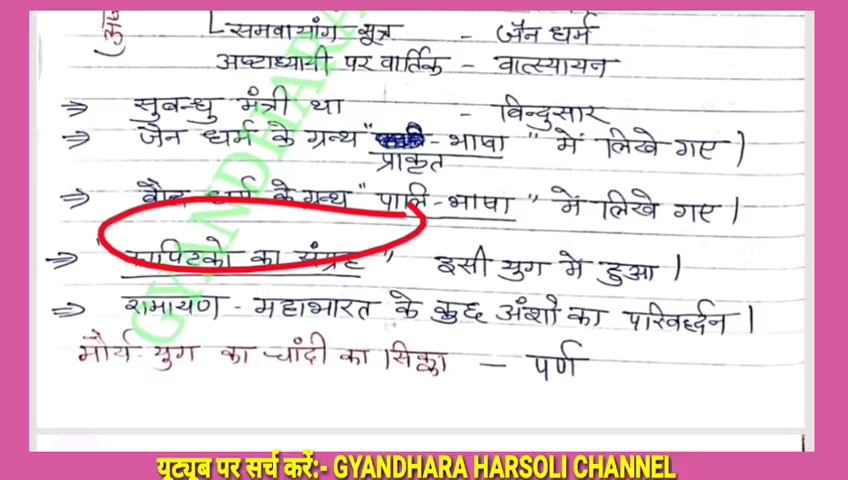 समवायांग सूत्र - जैन धर्म
अष्टाध्यायी पर वार्तिक - वात्स्यायन
⇒ सुबन्धु मंत्री था - बिन्दुसार
⇒ जैन धर्म के ग्रन्थ "प्राकृत-भाषा" में लिखे गए।
⇒ बौद्ध धर्म के ग्रन्थ "पालि-भाषा" में लिखे गए।
⇒ का संग्रह" इसी युग मे हुआ।
⇒ रामायण - महाभारत के कुछ अंशो का परिवर्द्धन।
मौर्य युग का चांदी का सिक्का - पर्ण
GYANDHARA
यूट्यूब पर सर्च करें:- GYANDHARA HARSOLI CHANNEL